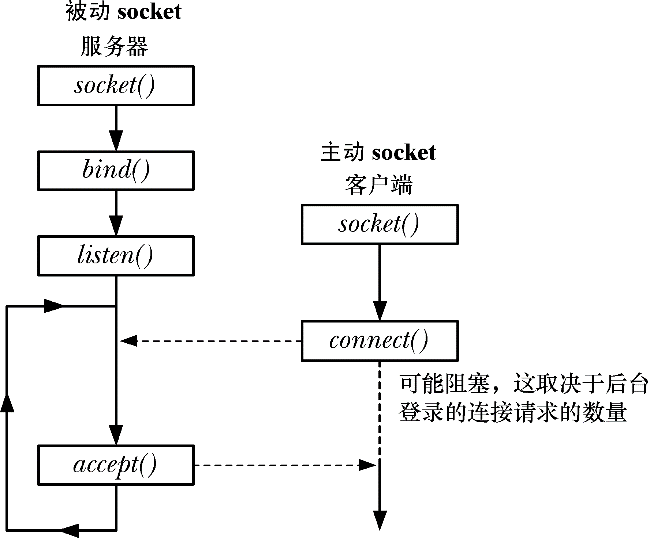 被动 socket
服务器
socket()
bind()
listen()
accept()
主动 socket
客户端
socket()
connect()
可能阻塞，这取决于后台
登录的连接请求的数量